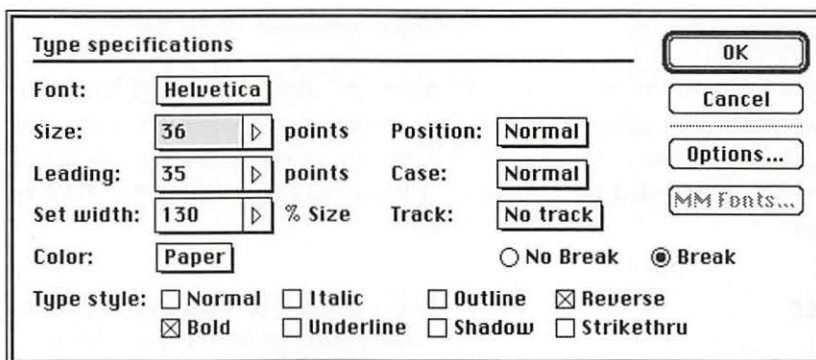 Type specifications
OK
Font: Helvetica
Cancel
Size: 36 points Position: Normal
Options...
Leading: 35 points Case: Normal
MM Fonts...
Set width: 130 % Size Track: No track
Color: Paper No Break Break
Type style: Normal Italic Outline Reverse
Bold Underline Shadow Strikethru